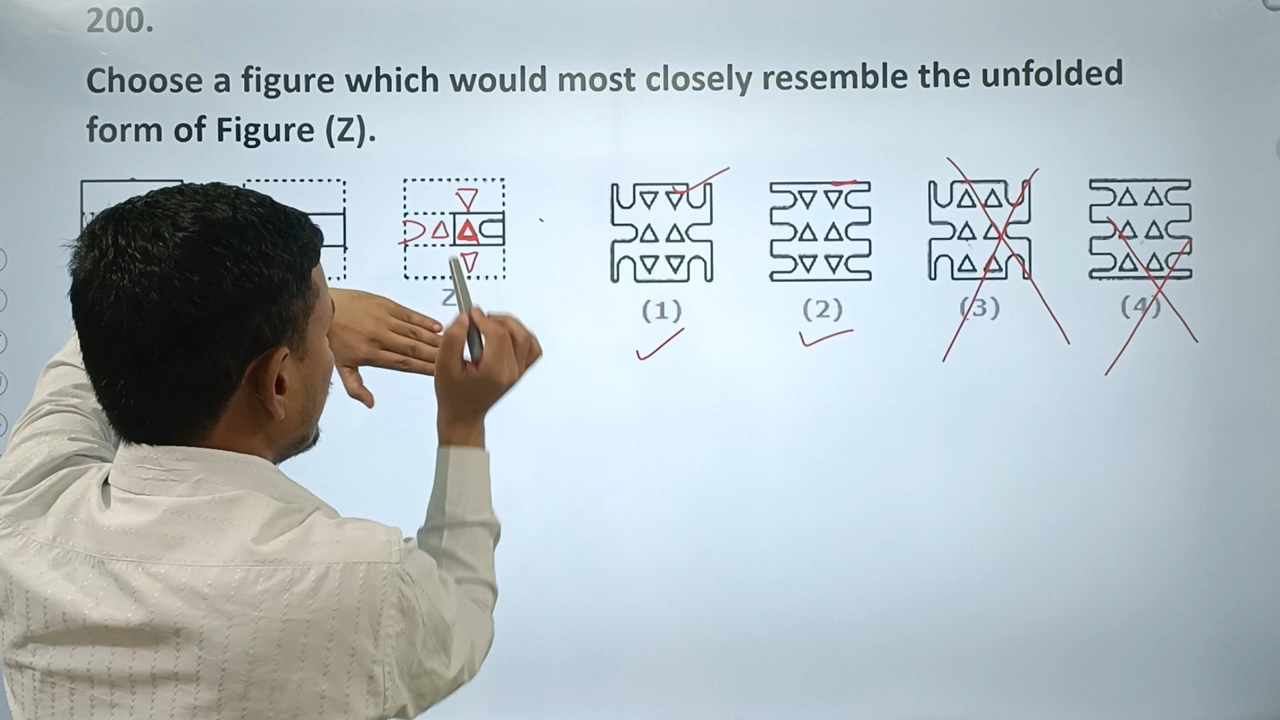 200.
Choose a figure which would most closely resemble the unfolded
form of Figure (Z).
Z
(1) (2) (3) (4)